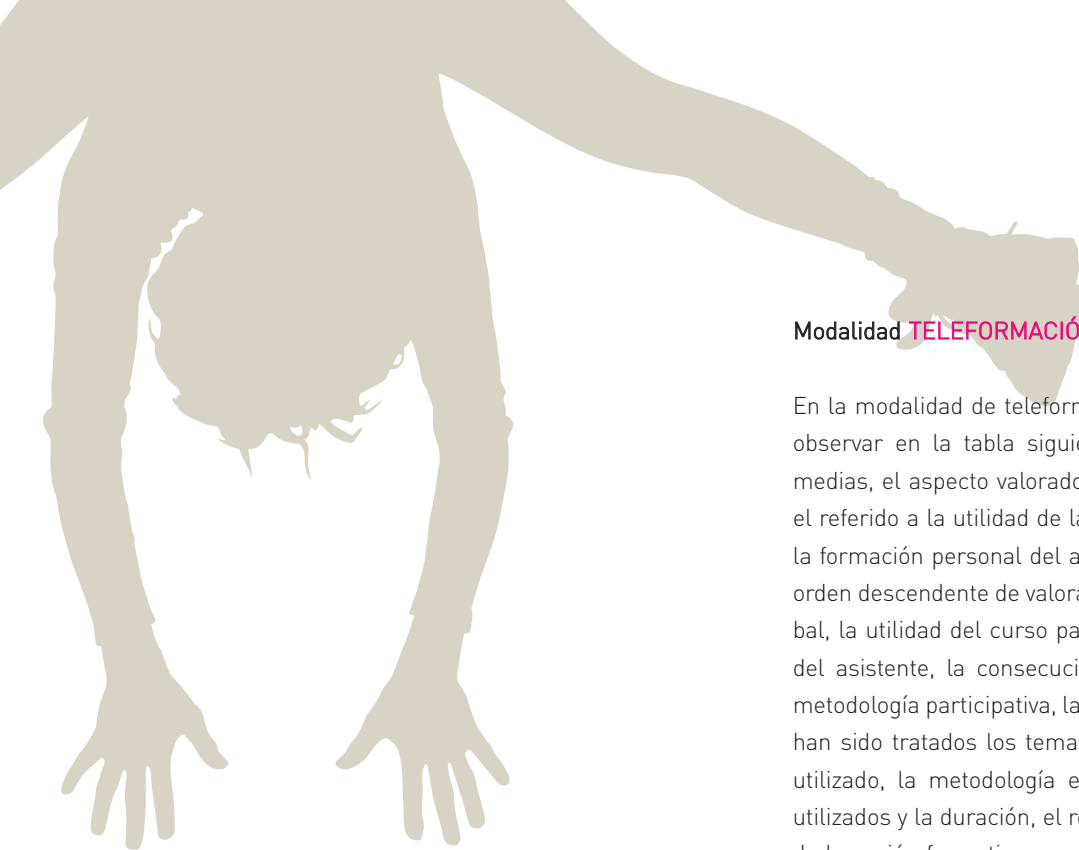 Modalidad TELEFORMACIÓ
En la modalidad de teleform
observar en la tabla siguie
medias, el aspecto valorado
el referido a la utilidad de la
la formación personal del a
orden descendente de valora
bal, la utilidad del curso pa
del asistente, la consecuci
metodología participativa, la
han sido tratados los tema
utilizado, la metodología e
utilizados y la duración, el re